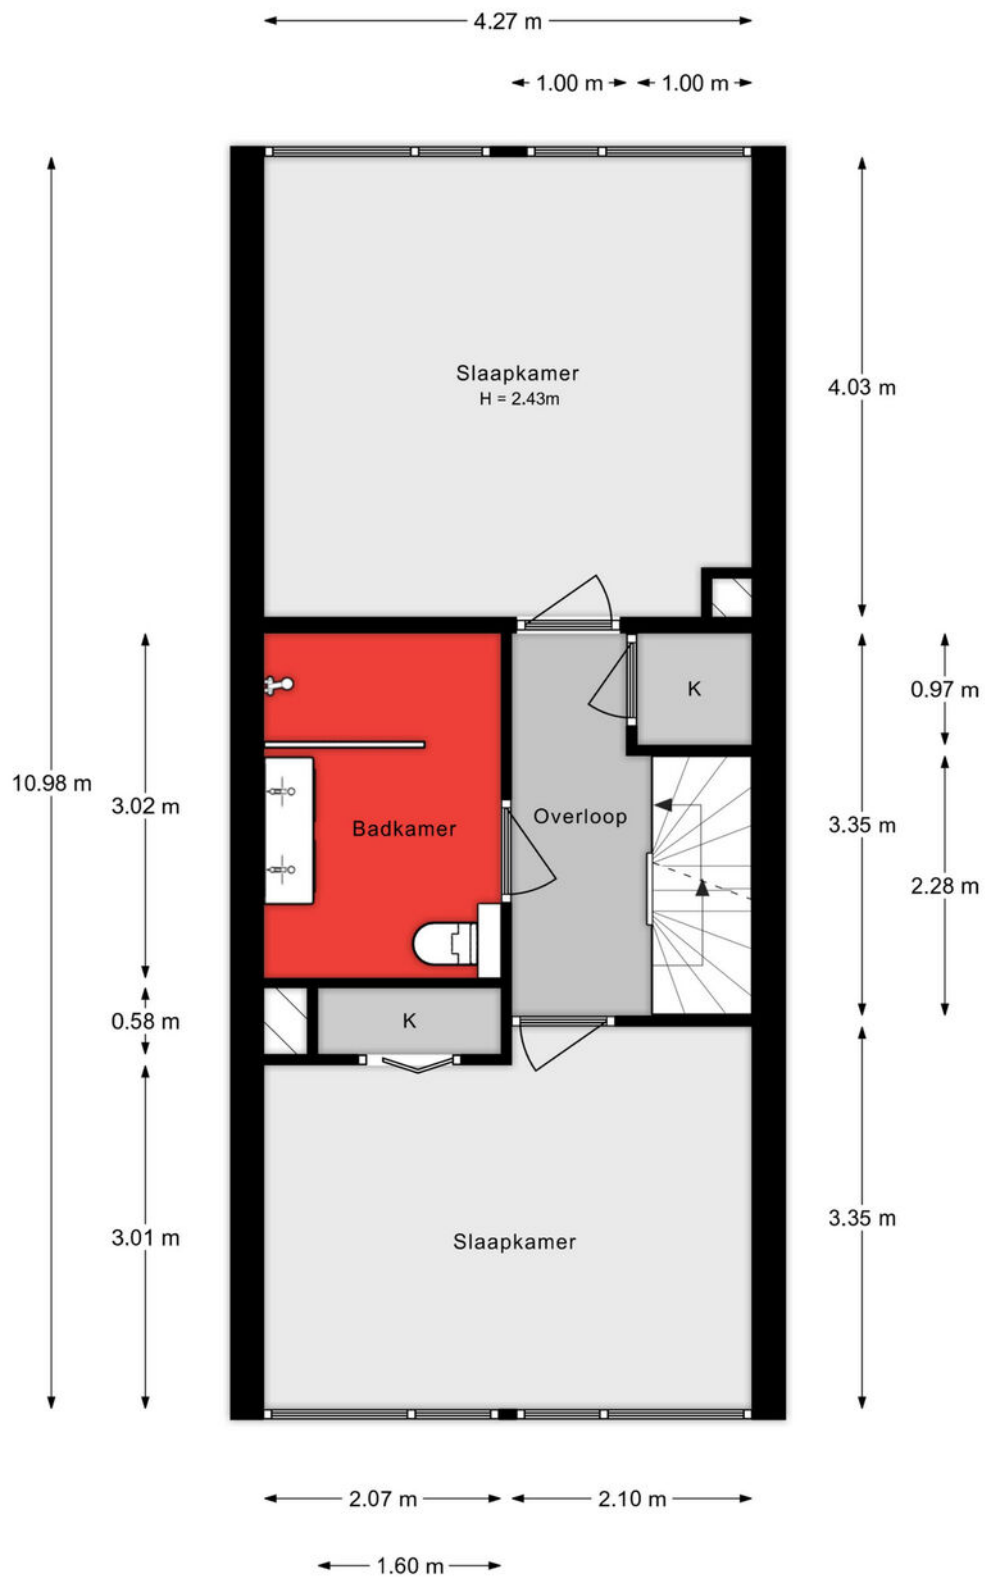 4.27 m
1.00 m
1.00 m
Slaapkamer
H = 2.43m
4.03 m
K
0.97 m
10.98 m
3.02 m
Badkamer
Overloop
3.35 m
2.28 m
0.58 m
K
3.01 m
Slaapkamer
3.35 m
2.07 m
2.10 m
1.60 m